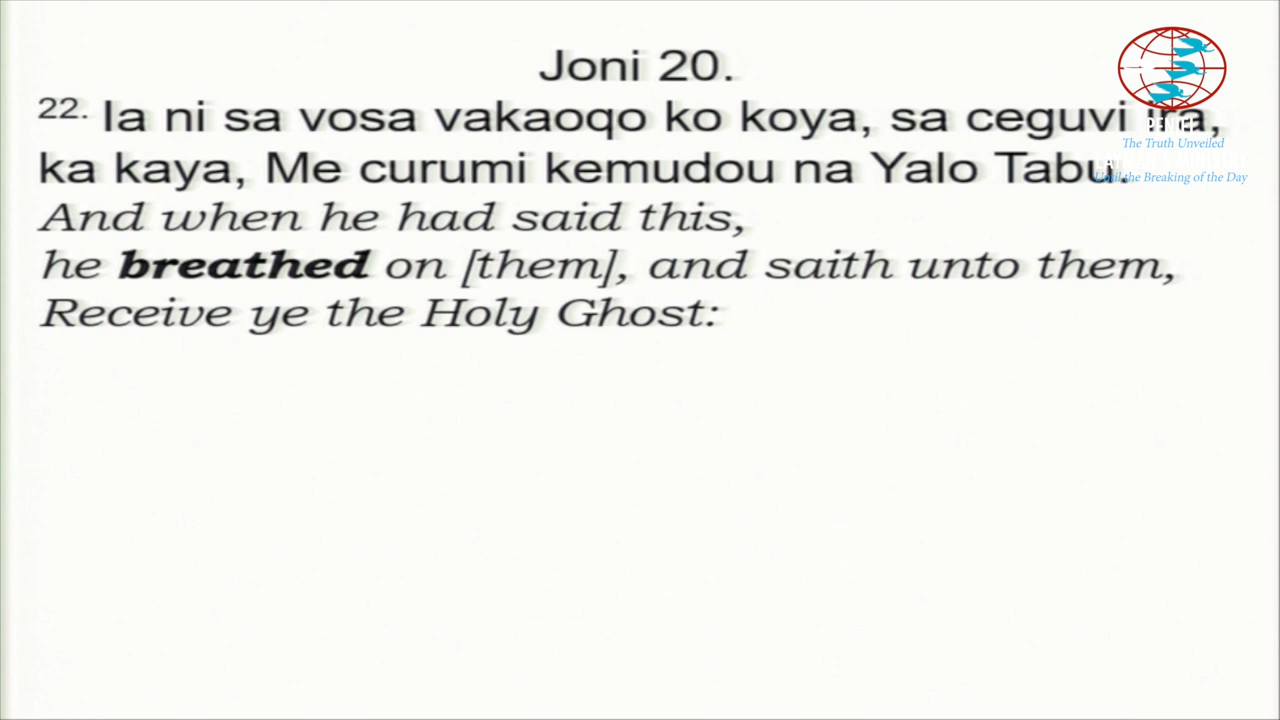 Joni 20.
22. Ia ni sa vosa vakaoqo ko koya, sa ceguvi ira,
ka kaya, Me curumi kemudou na Yalo Tabu.
And when he had said this,
he breathed on [them], and saith unto them,
Receive ye the Holy Ghost:
The Truth Unveiled
Until the Breaking of the Day